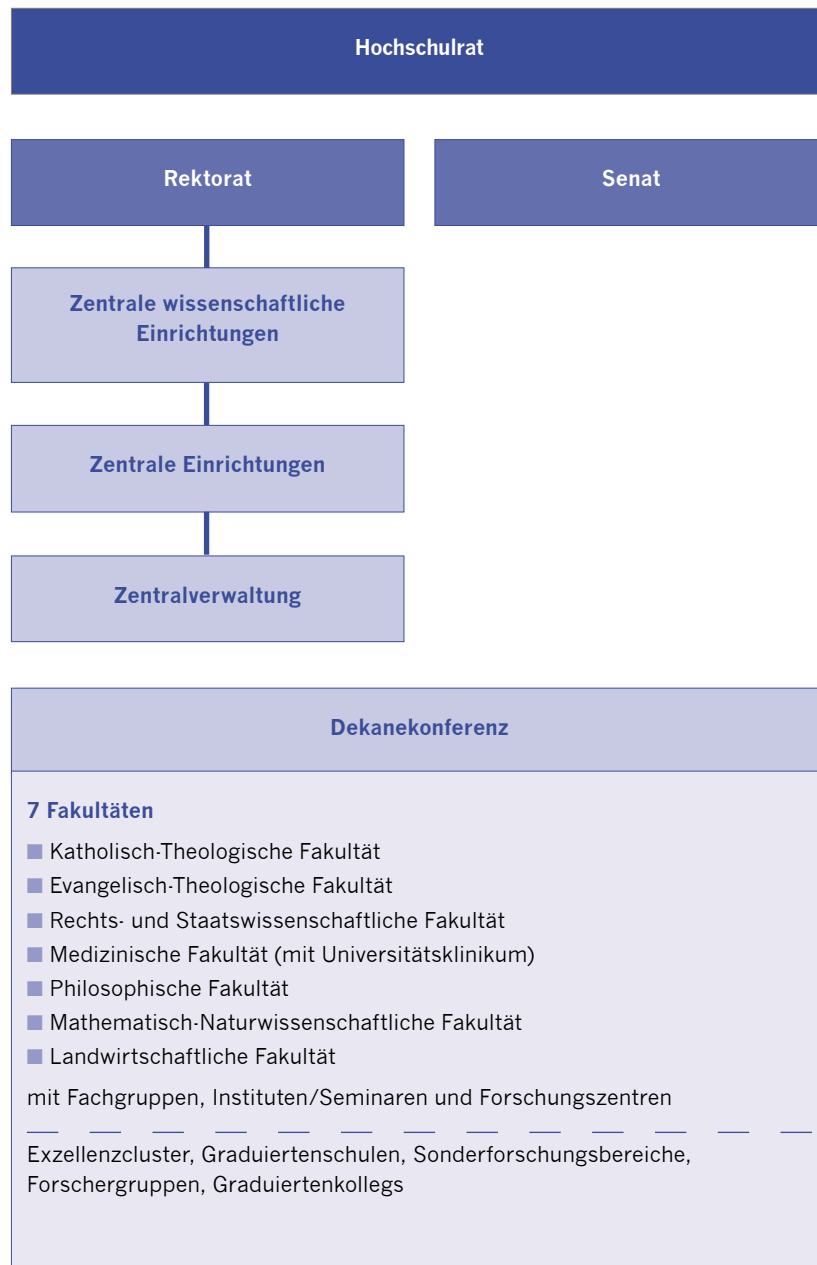 Hochschulrat
Rektorat
Senat
Zentrale wissenschaftliche
Einrichtungen
Zentrale Einrichtungen
Zentralverwaltung
Dekanekonferenz
7 Fakultäten
Katholisch-Theologische Fakultät
Evangelisch-Theologische Fakultät
Rechts- und Staatswissenschaftliche Fakultät
Medizinische Fakultät (mit Universitätsklinikum)
Philosophische Fakultät
Mathematisch-Naturwissenschaftliche Fakultät
Landwirtschaftliche Fakultät
mit Fachgruppen, Instituten/Seminaren und Forschungszentren
Exzellenzcluster, Graduiertenschulen, Sonderforschungsbereiche,
Forschergruppen, Graduiertenkollegs